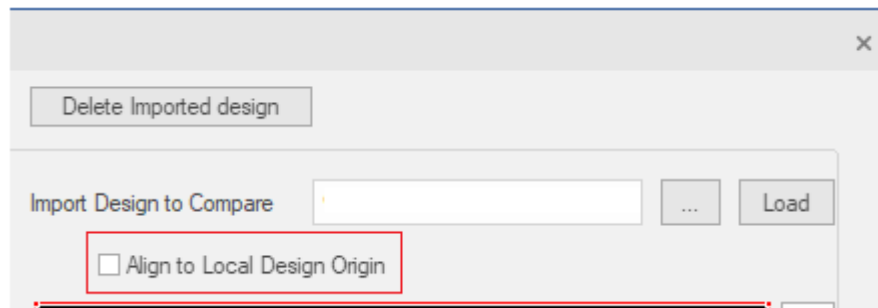 Delete Imported design
Import Design to Compare ... Load
Align to Local Design Origin